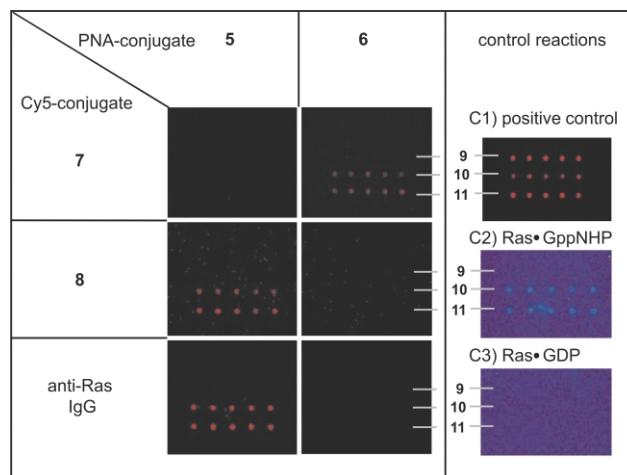 PNA-conjugate 5 6 control reactions
Cy5-conjugate
C1) positive control
7
9
10
11
9
10
11
C2) Ras• GppNHP
8
9
10
11
9
10
11
C3) Ras• GDP
anti-Ras
IgG
9
10
11
9
10
11